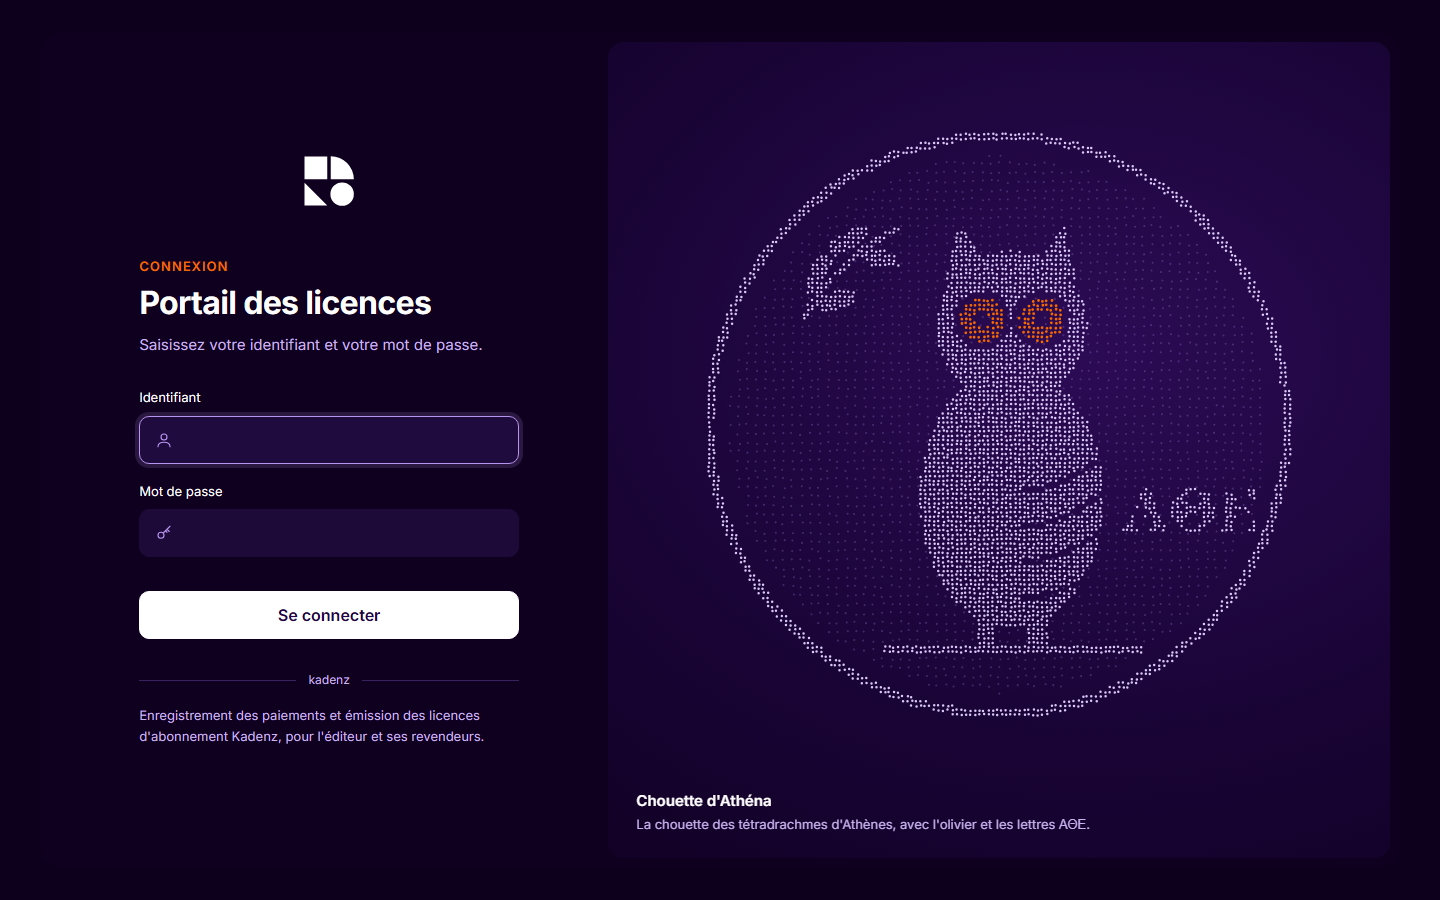 CONNEXION
Portail des licences
Saisissez votre identifiant et votre mot de passe.
Identifiant
Mot de passe
Se connecter
kadenz
Enregistrement des paiements et émission des licences
d'abonnement Kadenz, pour l'éditeur et ses revendeurs.
ΑΘΕ
Chouette d'Athéna
La chouette des tétradrachmes d'Athènes, avec l'olivier et les lettres ΑΘΕ.